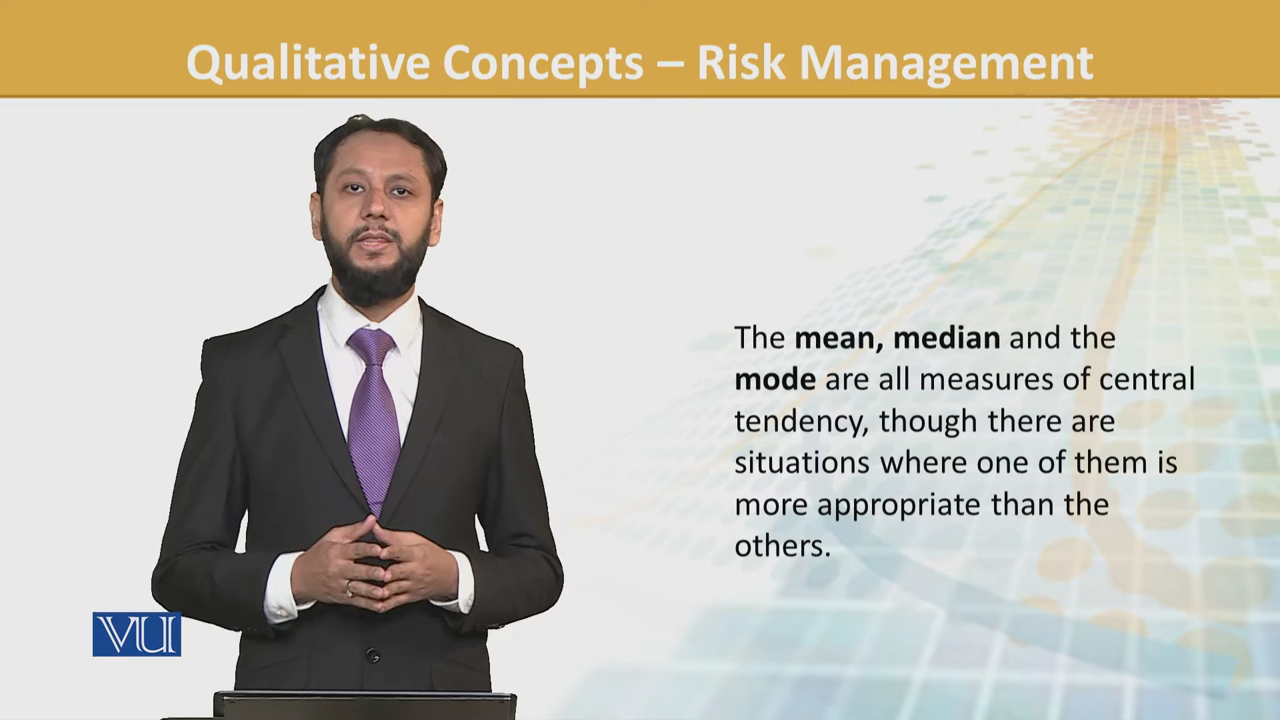 Qualitative Concepts – Risk Management
The mean, median and the
mode are all measures of central
tendency, though there are
situations where one of them is
more appropriate than the
others.
VU